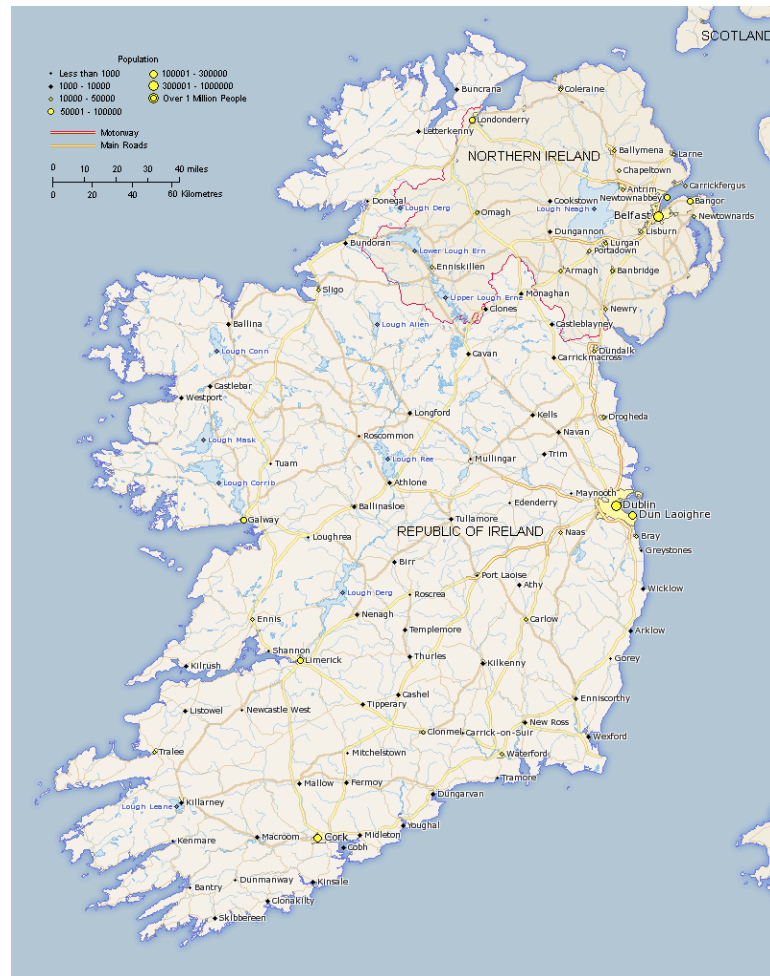 SCOTLAND
Population
Less than 1000
100001 - 300000
1000 - 10000
300001 - 1000000
10000 - 50000
Over 1 Million People
50001 - 100000
Motorway
Main Roads
0 10 20 30 40 miles
0 20 40 60 Kilometres
Buncrana
Coleraine
Londonderry
Letterkenny
NORTHERN IRELAND
Ballymena
Larne
Chapeltown
Antrim
Carrickfergus
Donegal
Lough Derg
Cookstown
Newtownabbey
Bangor
Omagh
Lough Neagh
Belfast
Newtownards
Dungannon
Lisburn
Bundoran
Lower Lough Ern
Lurgan
Portadown
Enniskillen
Armagh
Banbridge
Sligo
Upper Lough Erne
Monaghan
Clones
Newry
Ballina
Lough Allen
Castleblayney
Lough Conn
Cavan
Carrickmacross
Dundalk
Castlebar
Westport
Longford
Kells
Drogheda
Lough Mask
Roscommon
Navan
Tuam
Lough Ree
Mullingar
Trim
Lough Corrib
Athlone
Maynooth
Ballinasloe
Edenderry
Dublin
Galway
Tullamore
Dun Laoighre
REPUBLIC OF IRELAND
Loughrea
Naas
Bray
Greystones
Birr
Port Laoise
Lough Derg
Roscrea
Athy
Wicklow
Ennis
Nenagh
Carlow
Templemore
Arklow
Shannon
Limerick
Thurles
Kilkenny
Gorey
Kilrush
Cashel
Enniscorthy
Listowel
Newcastle West
Tipperary
New Ross
Clonmel
Carrick-on-Suir
Wexford
Tralee
Mitchelstown
Waterford
Tramore
Mallow
Fermoy
Lough Leane
Killarney
Dungarvan
Kenmare
Macroom
Cork
Midleton
Youghal
Cobh
Bantry
Dunmanway
Kinsale
Clonakilty
Skibbereen